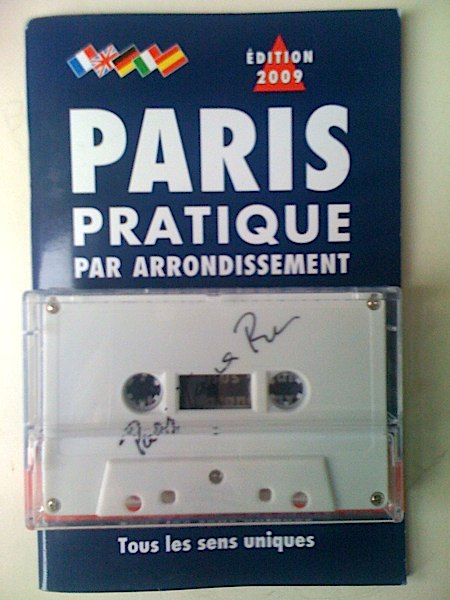 ÉDITION
2009
PARIS
PRATIQUE
PAR ARRONDISSEMENT
Tous les sens uniques